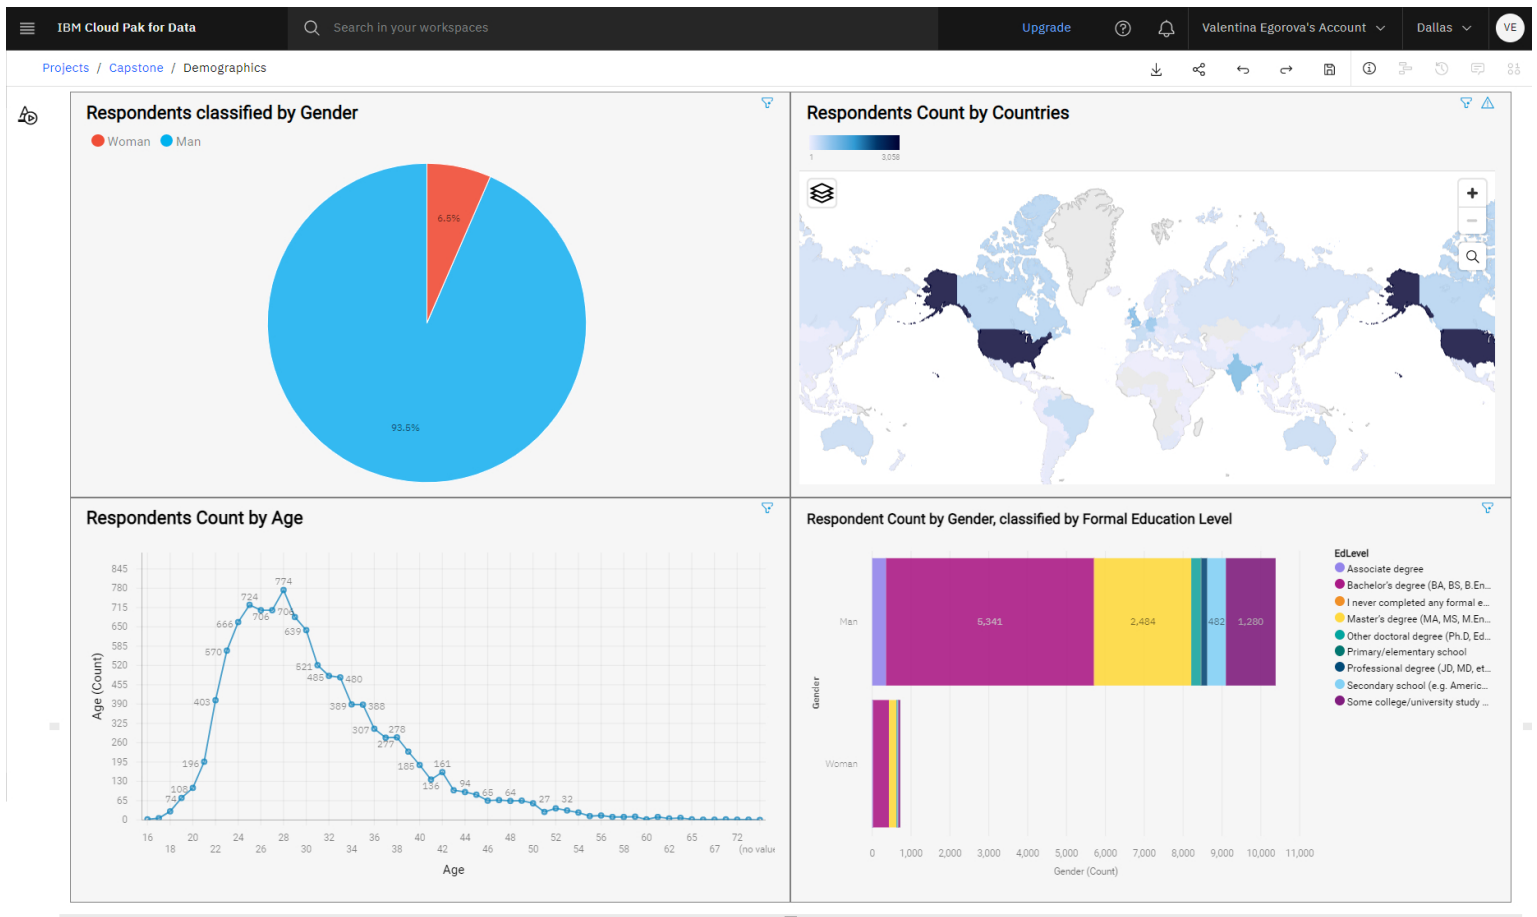 IBM Cloud Pak for Data
Search in your workspaces
Upgrade
Valentina Egorova's Account
Dallas
VE
Projects / Capstone / Demographics
Respondents classified by Gender
Woman Man
6.5%
93.5%
Respondents Count by Countries
1 3,058
Respondents Count by Age
Age (Count)
845
780
715
650
585
520
455
390
325
260
195
130
65
0
74
108
196
403
570
666
724
706
706
774
639
521
485
480
389
388
307
277
278
185
136
161
94
65
64
27
32
16 20 24 28 32 36 40 44 48 52 56 60 65 72
18 22 26 30 34 38 42 46 50 54 58 62 67 (no value
Age
Respondent Count by Gender, classified by Formal Education Level
Gender
Man
5,341 2,484 482 1,280
Woman
0 1,000 2,000 3,000 4,000 5,000 6,000 7,000 8,000 9,000 10,000 11,000
Gender (Count)
EdLevel
Associate degree
Bachelor's degree (BA, BS, B.En...
I never completed any formal e...
Master's degree (MA, MS, M.En...
Other doctoral degree (Ph.D, Ed...
Primary/elementary school
Professional degree (JD, MD, et...
Secondary school (e.g. Americ...
Some college/university study ...